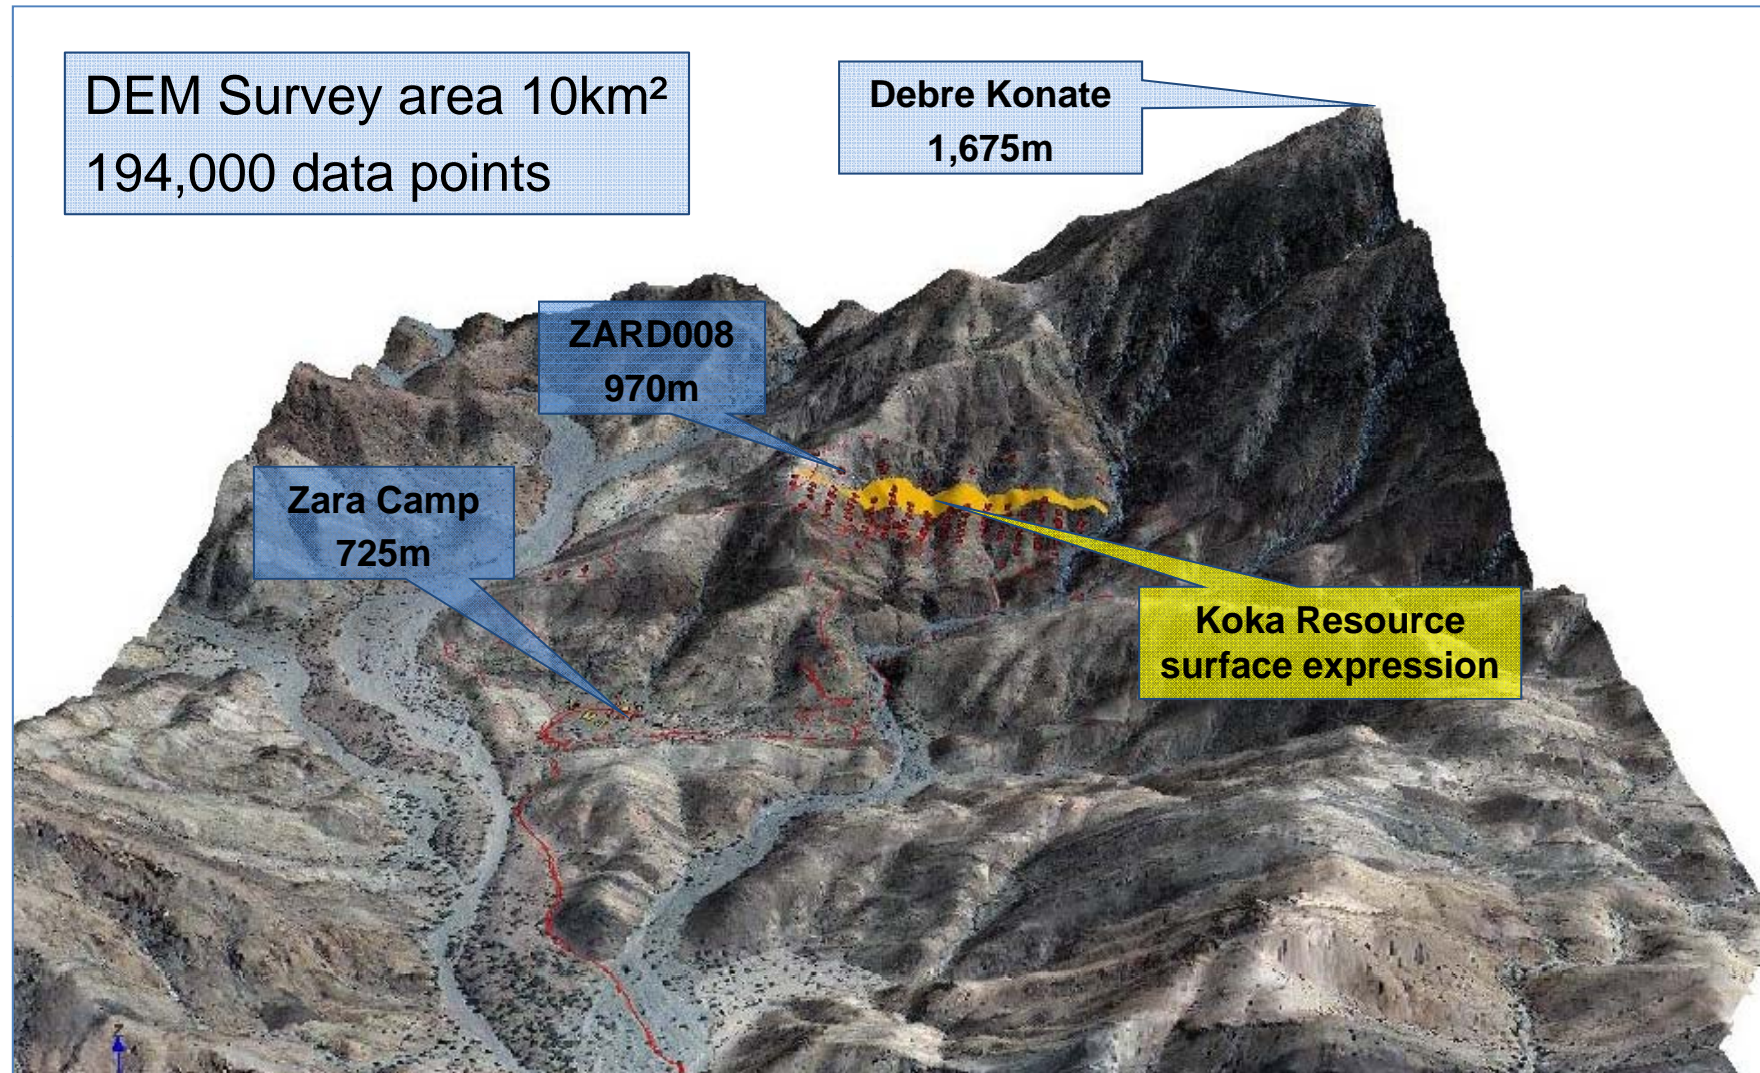 DEM Survey area 10km²
194,000 data points
Debre Konate
1,675m
ZARD008
970m
Zara Camp
725m
Koka Resource
surface expression